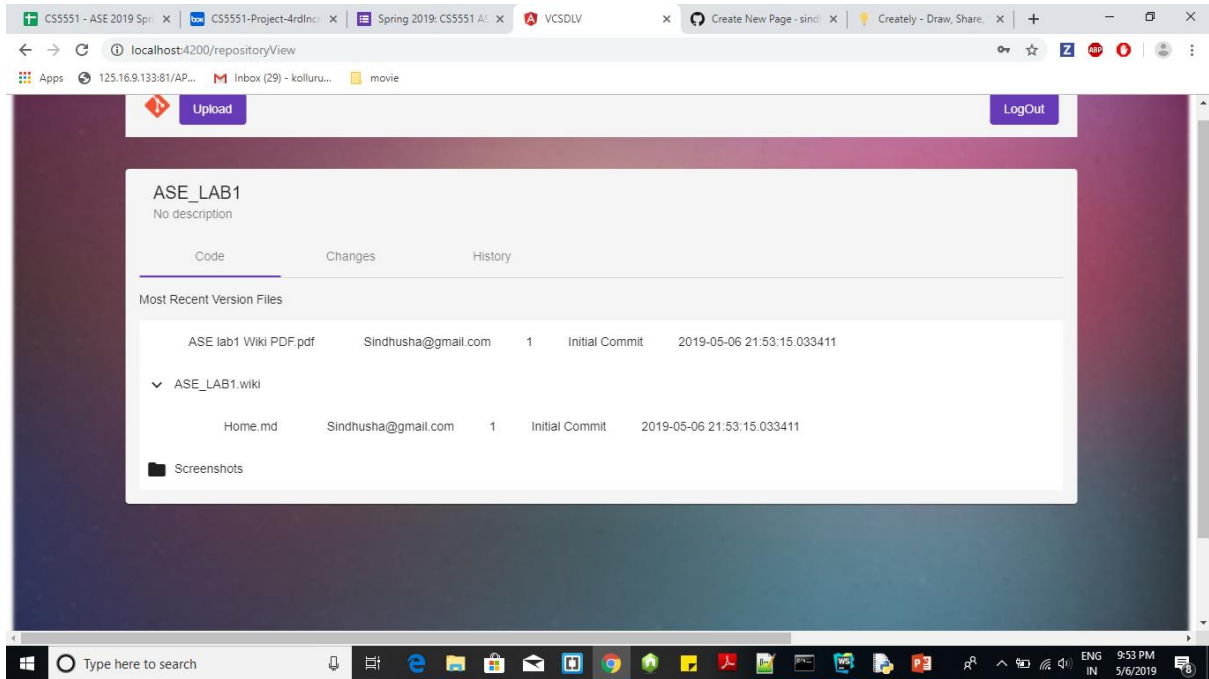 CS5551 - ASE 2019 Spri
CS5551-Project-4rdIncr
Spring 2019: CS5551 AS
VCSDLV
Create New Page · sind
Creately - Draw, Share,
localhost:4200/repositoryView
Apps
125.16.9.133:81/AP...
Inbox (29) - kolluru...
movie
Upload
LogOut
ASE_LAB1
No description
Code Changes History
Most Recent Version Files
ASE lab1 Wiki PDF.pdf Sindhusha@gmail.com 1 Initial Commit 2019-05-06 21:53:15.033411
ASE_LAB1.wiki
Home.md Sindhusha@gmail.com 1 Initial Commit 2019-05-06 21:53:15.033411
Screenshots
Type here to search
ENG 9:53 PM
IN 5/6/2019